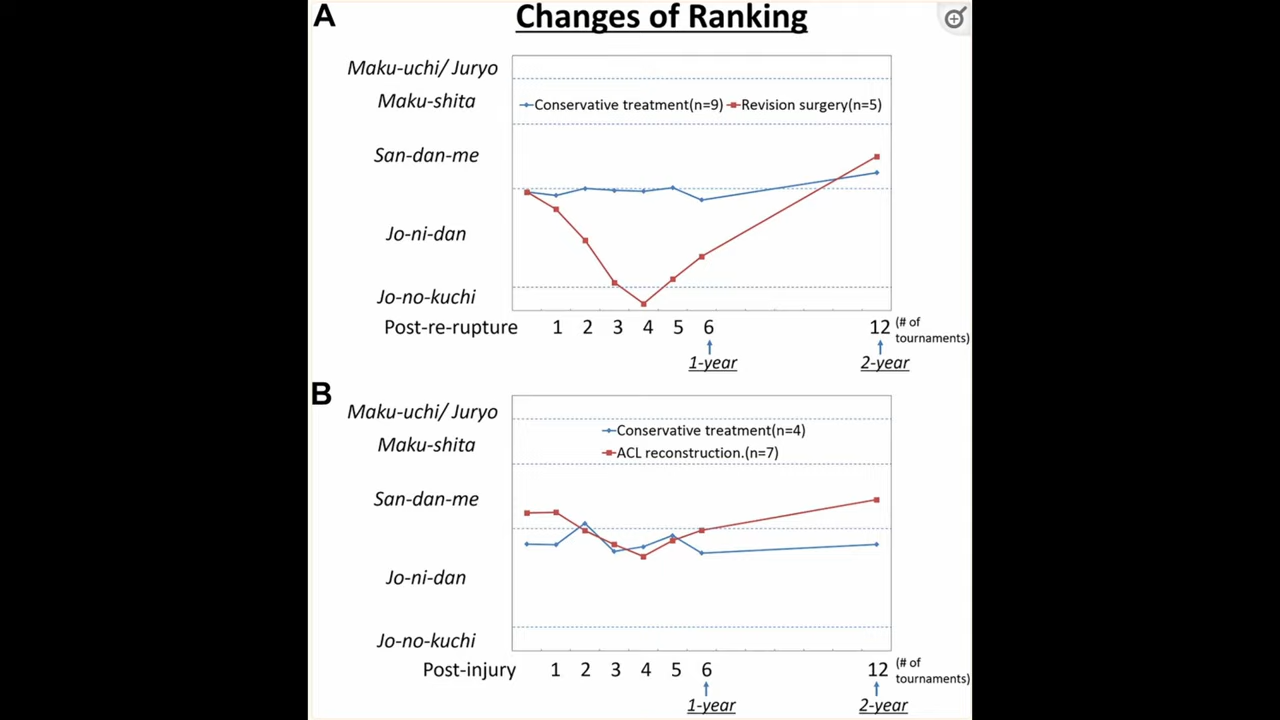 A
Changes of Ranking
Maku-uchi/ Juryo
Maku-shita
San-dan-me
Jo-ni-dan
Jo-no-kuchi
Conservative treatment(n=9) Revision surgery(n=5)
Post-re-rupture 1 2 3 4 5 6 12 (# of
tournaments)
1-year 2-year
B
Maku-uchi/ Juryo
Maku-shita
San-dan-me
Jo-ni-dan
Jo-no-kuchi
Conservative treatment(n=4)
ACL reconstruction.(n=7)
Post-injury 1 2 3 4 5 6 12 (# of
tournaments)
1-year 2-year